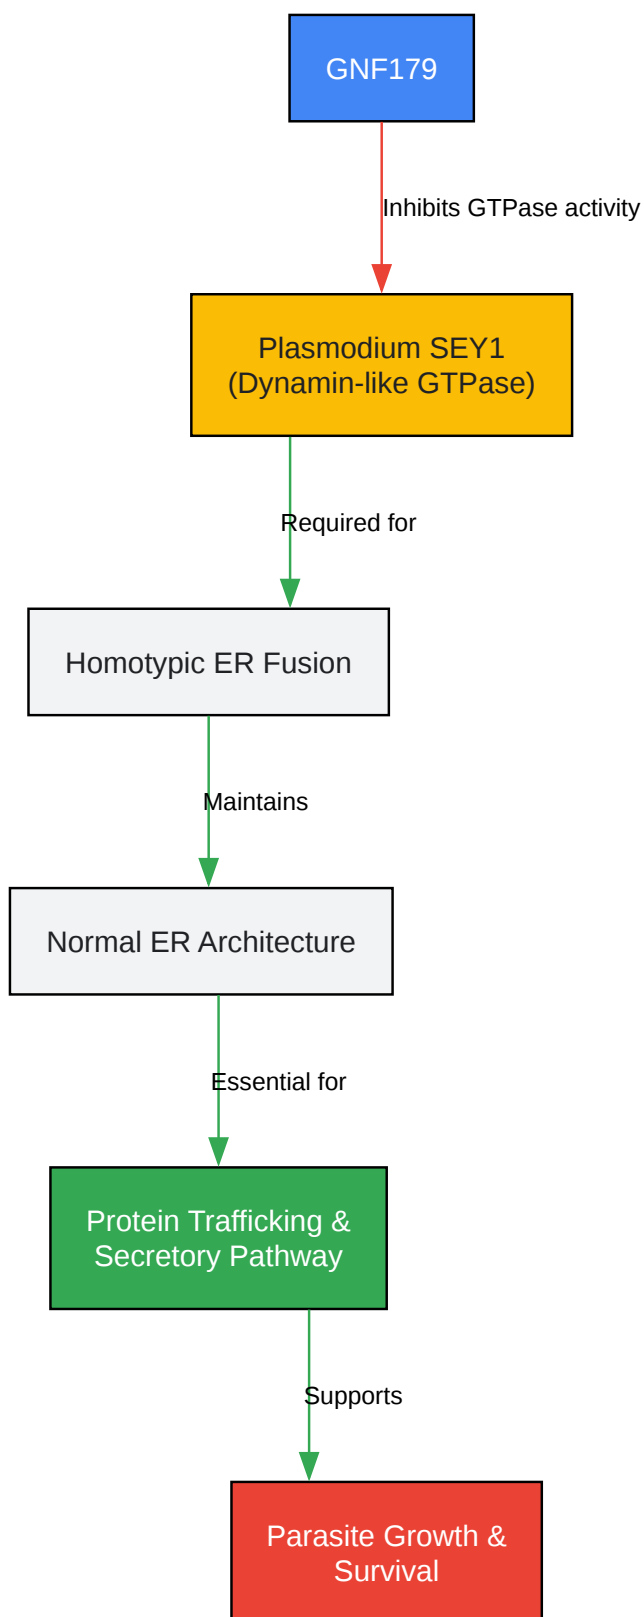 GNF179
Inhibits GTPase activity
Plasmodium SEY1
(Dynamin-like GTPase)
Required for
Homotypic ER Fusion
Maintains
Normal ER Architecture
Essential for
Protein Trafficking &
Secretory Pathway
Supports
Parasite Growth &
Survival